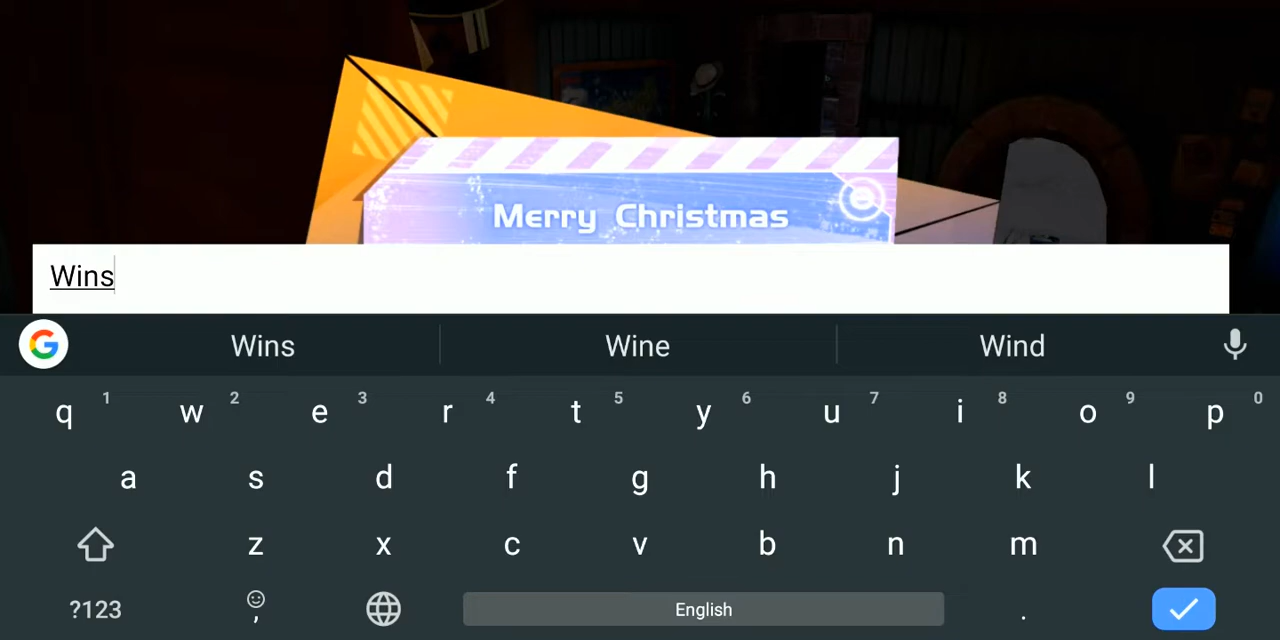 Merry Christmas
Wins
Wins Wine Wind
q 1 w 2 e 3 r 4 t 5 y 6 u 7 i 8 o 9 p 0
a s d f g h j k l
z x c v b n m
?123 , English .